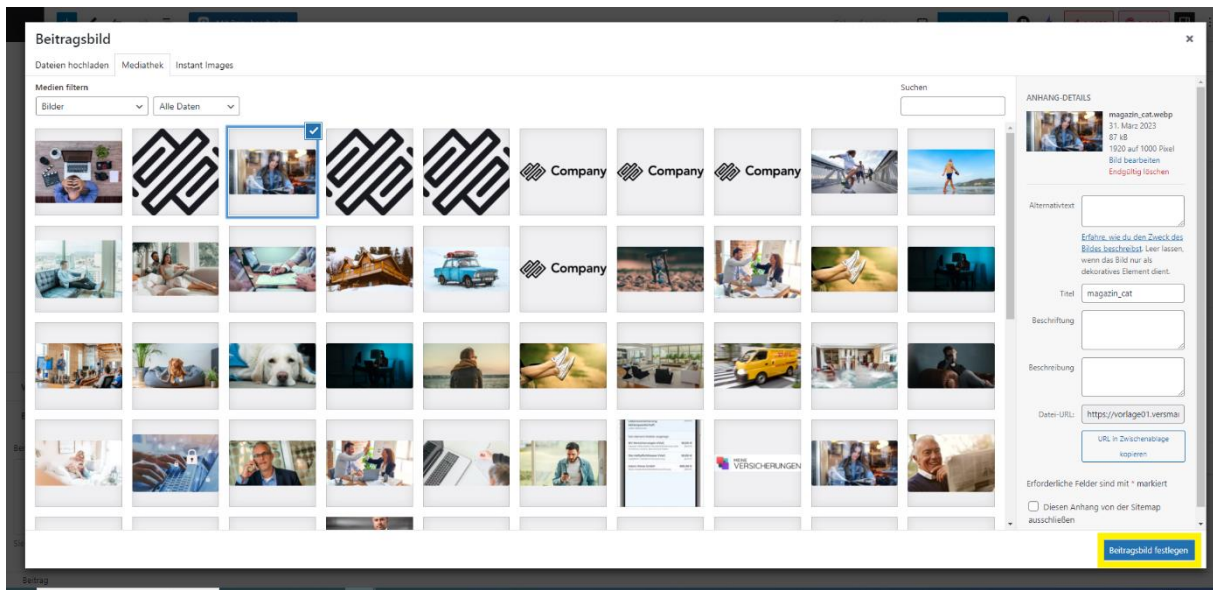 Beitragsbild
×
Dateien hochladen Mediathek Instant Images
Medien filtern
Bilder Alle Daten
Suchen
Company Company Company
Company
MEINE
VERSICHERUNGEN
ANHANG-DETAILS
magazin_cat.webp
31. März 2023
87 kB
1920 auf 1000 Pixel
Bild bearbeiten
Endgültig löschen
Alternativtext
Erfahre, wie du den Zweck des
Bildes beschreibst. Leer lassen,
wenn das Bild nur als
dekoratives Element dient.
Titel magazin_cat
Beschriftung
Beschreibung
Datei-URL: https://vorlage01.versma
URL in Zwischenablage
kopieren
Erforderliche Felder sind mit * markiert
Diesen Anhang von der Sitemap
ausschließen
Beitragsbild festlegen
Beitrag